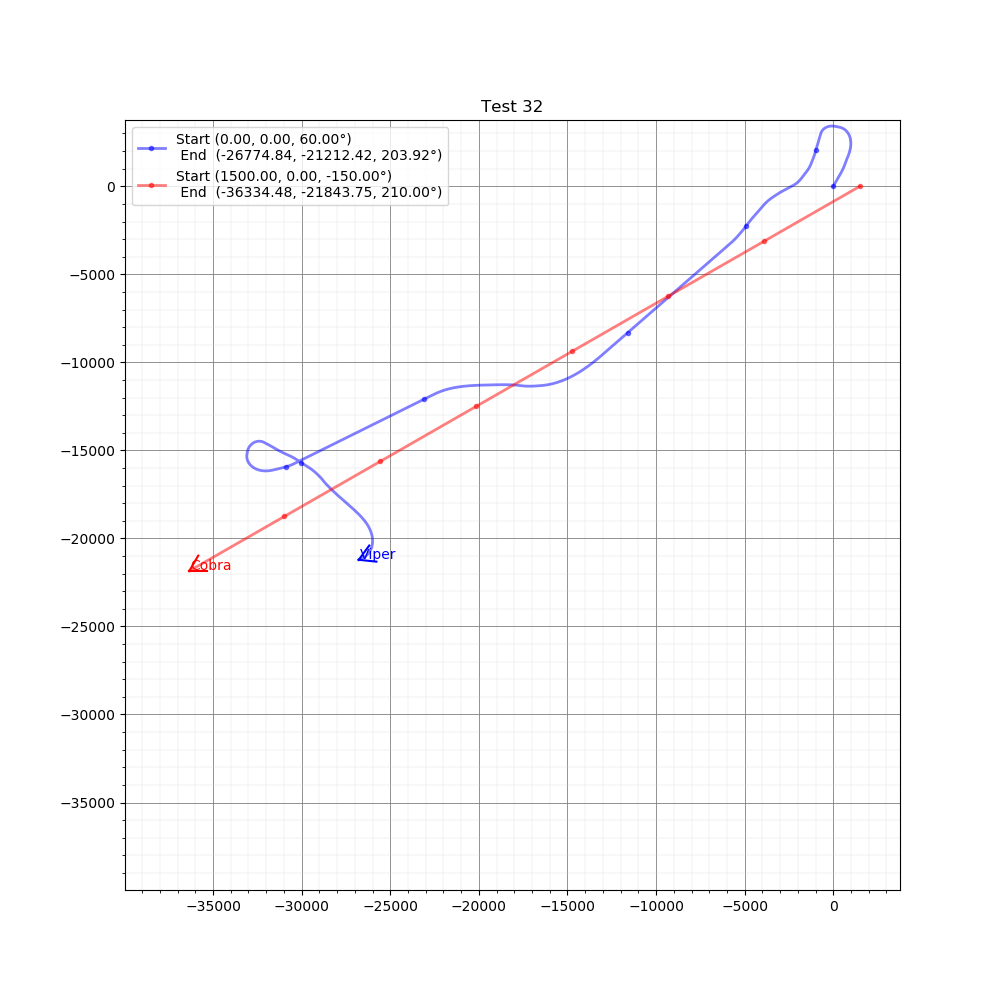 Test 32
Start (0.00, 0.00, 60.00°)
End (-26774.84, -21212.42, 203.92°)
Start (1500.00, 0.00, -150.00°)
End (-36334.48, -21843.75, 210.00°)
0
−5000
−10000
−15000
−20000
−25000
−30000
−35000
Viper
Cobra
−35000 −30000 −25000 −20000 −15000 −10000 −5000 0